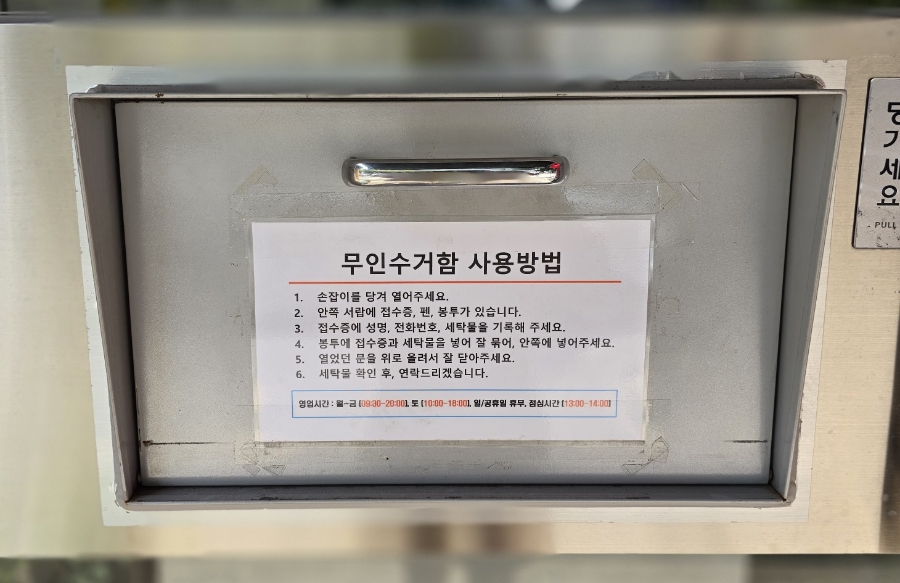 무인수거함 사용방법
1. 손잡이를 당겨 열어주세요.
2. 안쪽 서랍에 접수증, 펜, 봉투가 있습니다.
3. 접수증에 성명, 전화번호, 세탁물을 기록해 주세요.
4. 봉투에 접수증과 세탁물을 넣어 잘 묶어, 안쪽에 넣어주세요.
5. 열었던 문을 위로 올려서 잘 닫아주세요.
6. 세탁물 확인 후, 연락드리겠습니다.
영업시간 : 월~금 [09:30-20:00], 토 [10:00-18:00], 일/공휴일 휴무, 점심시간 [13:00-14:00]
당
기
세
요
PULL